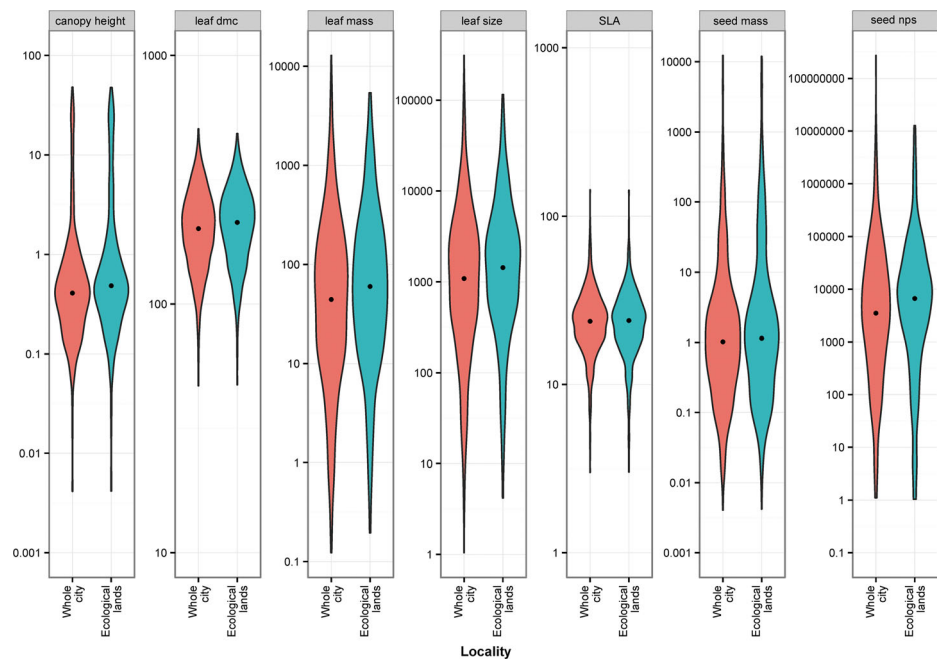 canopy height
leaf dmc
leaf mass
leaf size
SLA
seed mass
seed nps
100
10
1
0.1
0.01
0.001
1000
100
10
10000
1000
100
10
1
0.1
100000
10000
1000
100
10
1
1000
100
10
1
10000
1000
100
10
1
0.1
0.01
0.001
100000000
10000000
1000000
100000
10000
1000
100
10
1
0.1
Whole
city
Ecological
lands
Whole
city
Ecological
lands
Whole
city
Ecological
lands
Whole
city
Ecological
lands
Whole
city
Ecological
lands
Whole
city
Ecological
lands
Whole
city
Ecological
lands
Locality